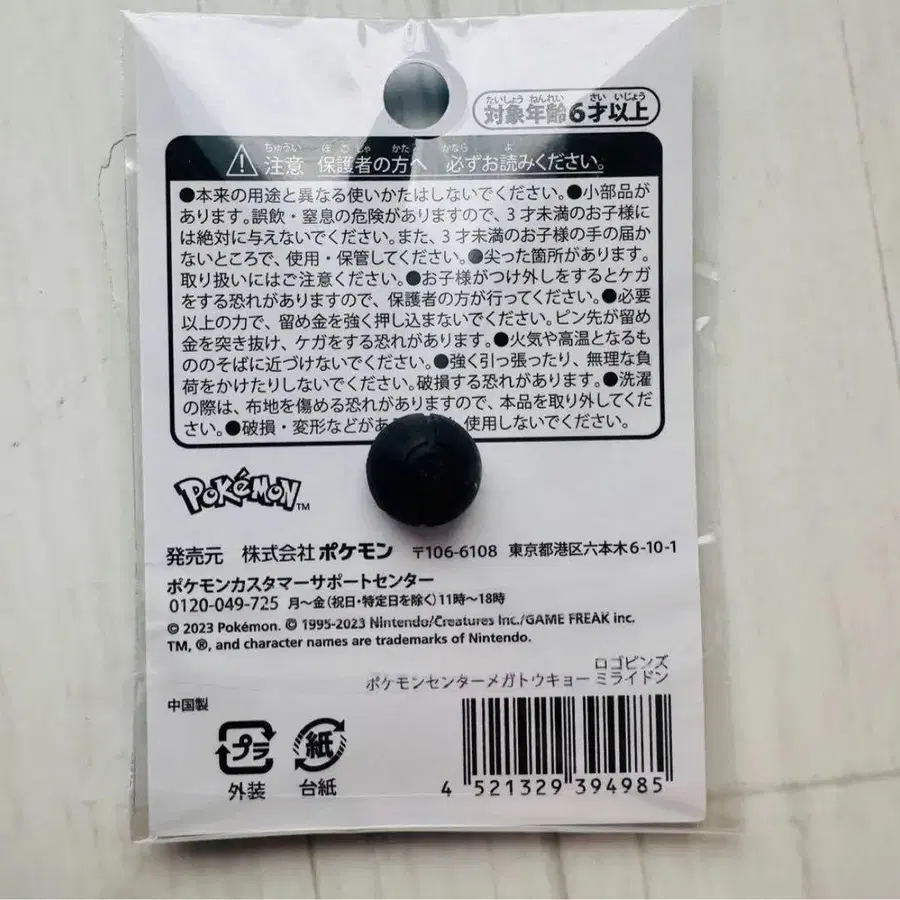 たいしょう ねんれい さい いじょう
対象年齢6才以上
ちゅうい ほごしゃ かた かなら よ
注意 保護者の方へ 必ずお読みください。
●本来の用途と異なる使いかたはしないでください。●小部品が
あります。誤飲・窒息の危険がありますので、3才未満のお子様に
は絶対に与えないでください。また、3才未満のお子様の手の届か
ないところで、使用・保管してください。●尖った箇所があります。
取り扱いにはご注意ください。●お子様がつけ外しをするとケガ
をする恐れがありますので、保護者の方が行ってください。●必要
以上の力で、留め金を強く押し込まないでください。ピン先が留め
金を突き抜け、ケガをする恐れがあります。●火気や高温となるも
ののそばに近づけないでください。●強く引っ張ったり、無理な負
荷をかけたりしないでください。破損する恐れがあります。●洗濯
の際は、布地を傷める恐れがありますので、本品を取り外してくだ
さい。●破損・変形などがあ 使用しないでください。
POKéMON TM
発売元 株式会社ポケモン 〒106-6108 東京都港区六本木6-10-1
ポケモンカスタマーサポートセンター
0120-049-725 月～金(祝日・特定日を除く)11時～18時
© 2023 Pokémon. © 1995-2023 Nintendo/Creatures Inc./GAME FREAK inc.
TM, ®, and character names are trademarks of Nintendo.
ロゴピンズ
ポケモンセンターメガトウキョー ミライドン
中国製
プラ 紙
外装 台紙
4 521329 394985